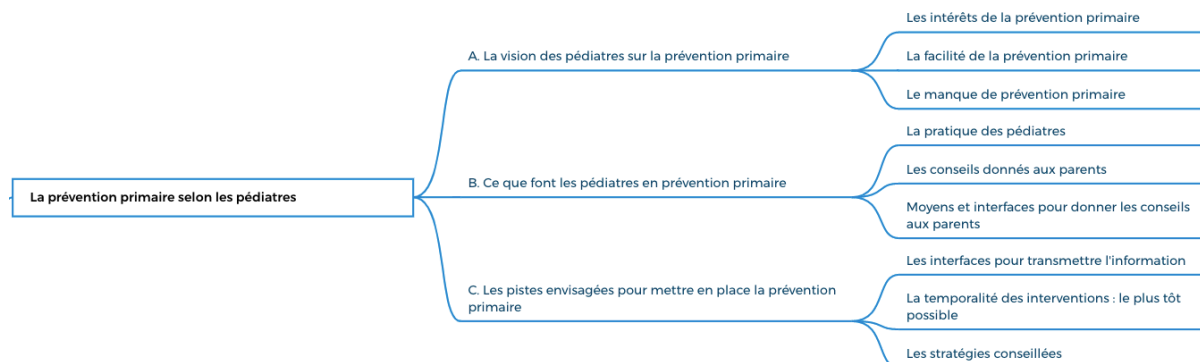 La prévention primaire selon les pédiatres
A. La vision des pédiatres sur la prévention primaire
Les intérêts de la prévention primaire
La facilité de la prévention primaire
Le manque de prévention primaire
B. Ce que font les pédiatres en prévention primaire
La pratique des pédiatres
Les conseils donnés aux parents
Moyens et interfaces pour donner les conseils
aux parents
C. Les pistes envisagées pour mettre en place la prévention
primaire
Les interfaces pour transmettre l'information
La temporalité des interventions : le plus tôt
possible
Les stratégies conseillées